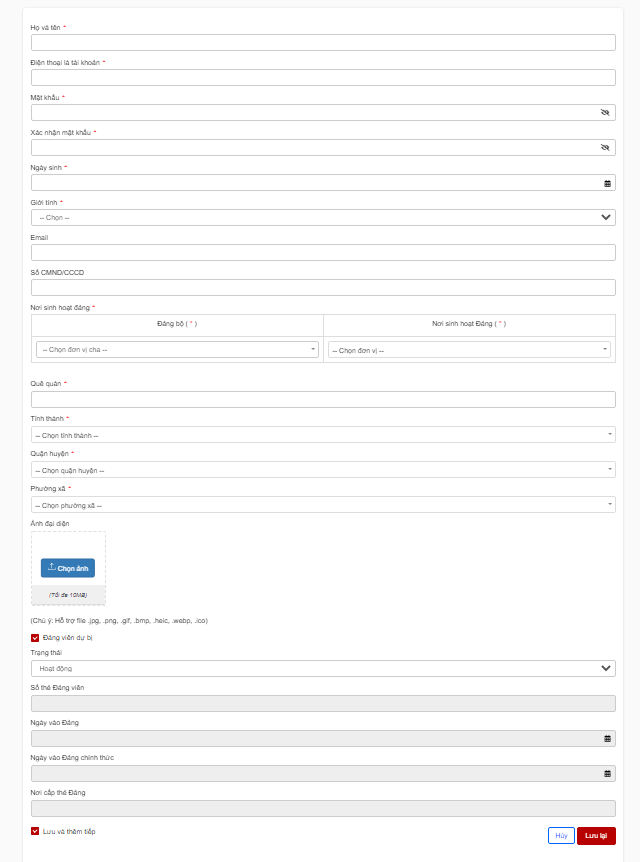 Họ và tên *
Điện thoại là tài khoản *
Mật khẩu *
Xác nhận mật khẩu *
Ngày sinh *
Giới tính *
-- Chọn --
Email
Số CMND/CCCD
Nơi sinh hoạt đảng *
Đảng bộ ( * )
Nơi sinh hoạt Đảng ( * )
-- Chọn đơn vị cha --
-- Chọn đơn vị --
Quê quán *
Tỉnh thành *
-- Chọn tỉnh thành --
Quận huyện *
-- Chọn quận huyện --
Phường xã *
-- Chọn phường xã --
Ảnh đại diện
Chọn ảnh
(Tối đa 10MB)
(Chú ý: Hỗ trợ file .jpg, .png, .gif, .bmp, .heic, .webp, .ico)
Đảng viên dự bị
Trạng thái
Hoạt động
Số thẻ Đảng viên
Ngày vào Đảng
Ngày vào Đảng chính thức
Nơi cấp thẻ Đảng
Lưu và thêm tiếp
Hủy
Lưu lại